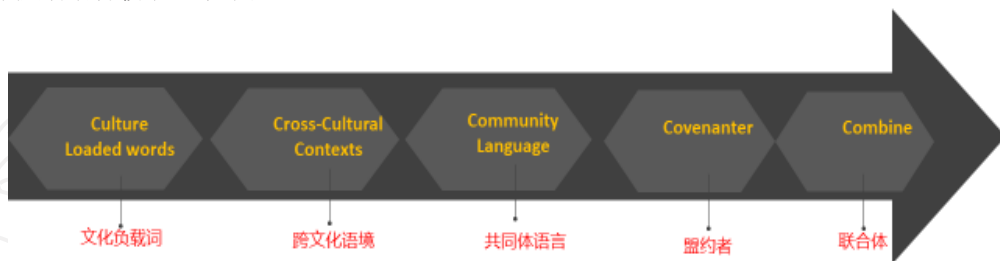 Culture
Loaded words
Cross-Cultural
Contexts
Community
Language
Covenanter
Combine
文化负载词
跨文化语境
共同体语言
盟约者
联合体